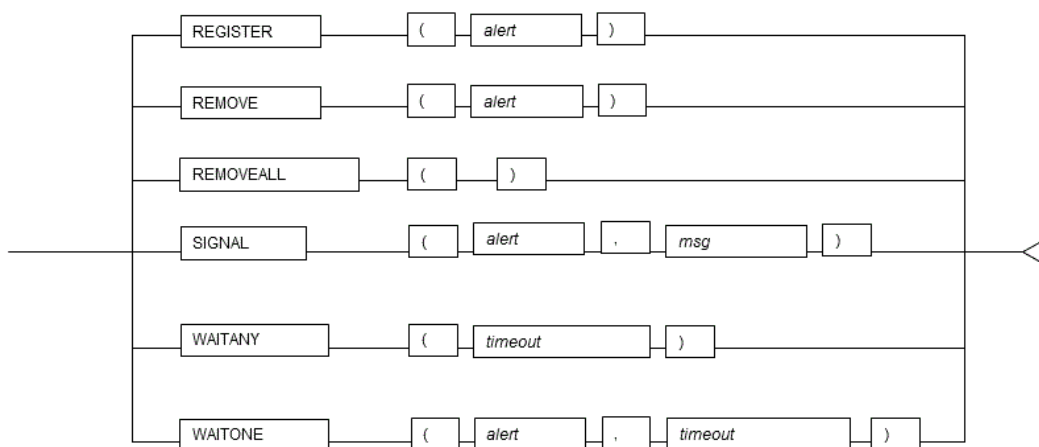 REGISTER ( alert )
REMOVE ( alert )
REMOVEALL ( )
SIGNAL ( alert , msg )
WAITANY ( timeout )
WAITONE ( alert , timeout )